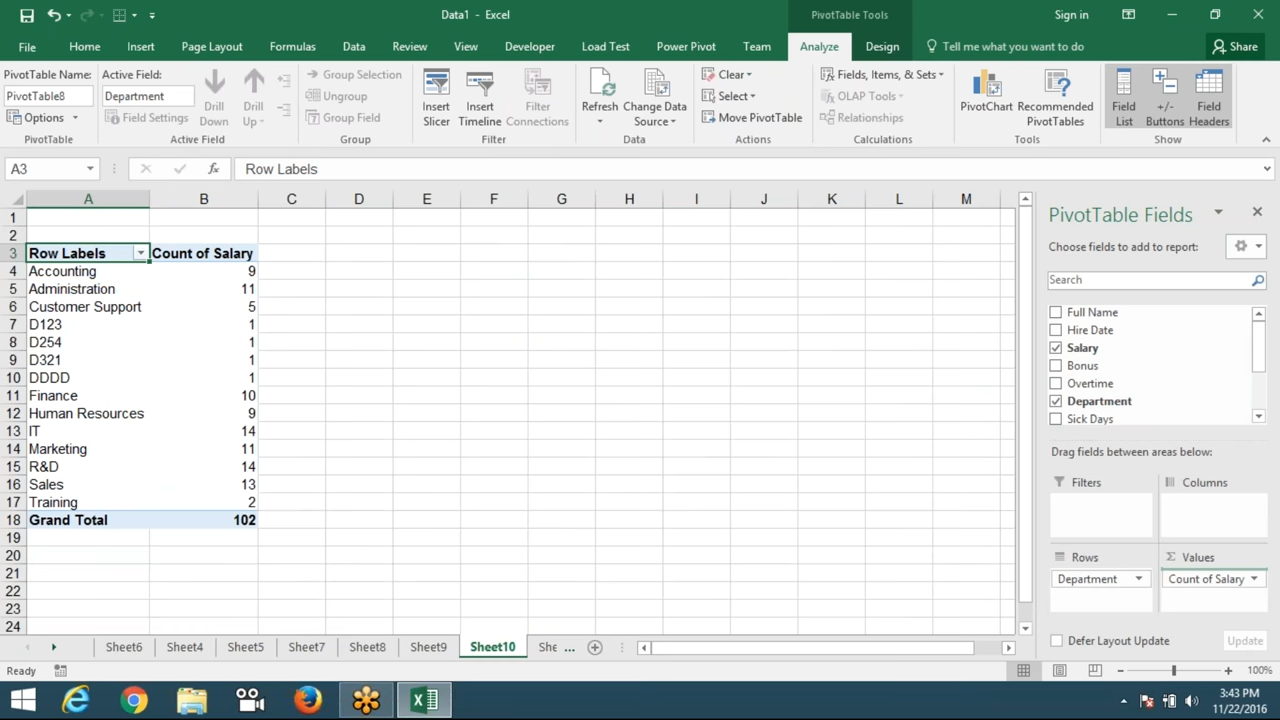 Data1 - Excel
PivotTable Tools
Sign in
File Home Insert Page Layout Formulas Data Review View Developer Load Test Power Pivot Team Analyze Design Tell me what you want to do Share
PivotTable Name:
PivotTable8
Options
PivotTable
Active Field:
Department
Field Settings
Drill Down
Drill Up
Active Field
Group Selection
Ungroup
Group Field
Group
Insert Slicer
Insert Timeline
Filter Connections
Filter
Refresh
Change Data Source
Data
Clear
Select
Move PivotTable
Actions
Fields, Items, & Sets
OLAP Tools
Relationships
Calculations
PivotChart
Recommended PivotTables
Tools
Field List
+/- Buttons
Field Headers
Show
A3 fx Row Labels
A B C D E F G H I J K L M
1
2
3 Row Labels Count of Salary
4 Accounting 9
5 Administration 11
6 Customer Support 5
7 D123 1
8 D254 1
9 D321 1
10 DDDD 1
11 Finance 10
12 Human Resources 9
13 IT 14
14 Marketing 11
15 R&D 14
16 Sales 13
17 Training 2
18 Grand Total 102
19
20
21
22
23
24
PivotTable Fields
Choose fields to add to report:
Search
Full Name
Hire Date
Salary
Bonus
Overtime
Department
Sick Days
Drag fields between areas below:
Filters
Columns
Rows
Σ Values
Department
Count of Salary
Defer Layout Update
Update
Sheet6 Sheet4 Sheet5 Sheet7 Sheet8 Sheet9 Sheet10 She ...
Ready
100%
3:43 PM
11/22/2016